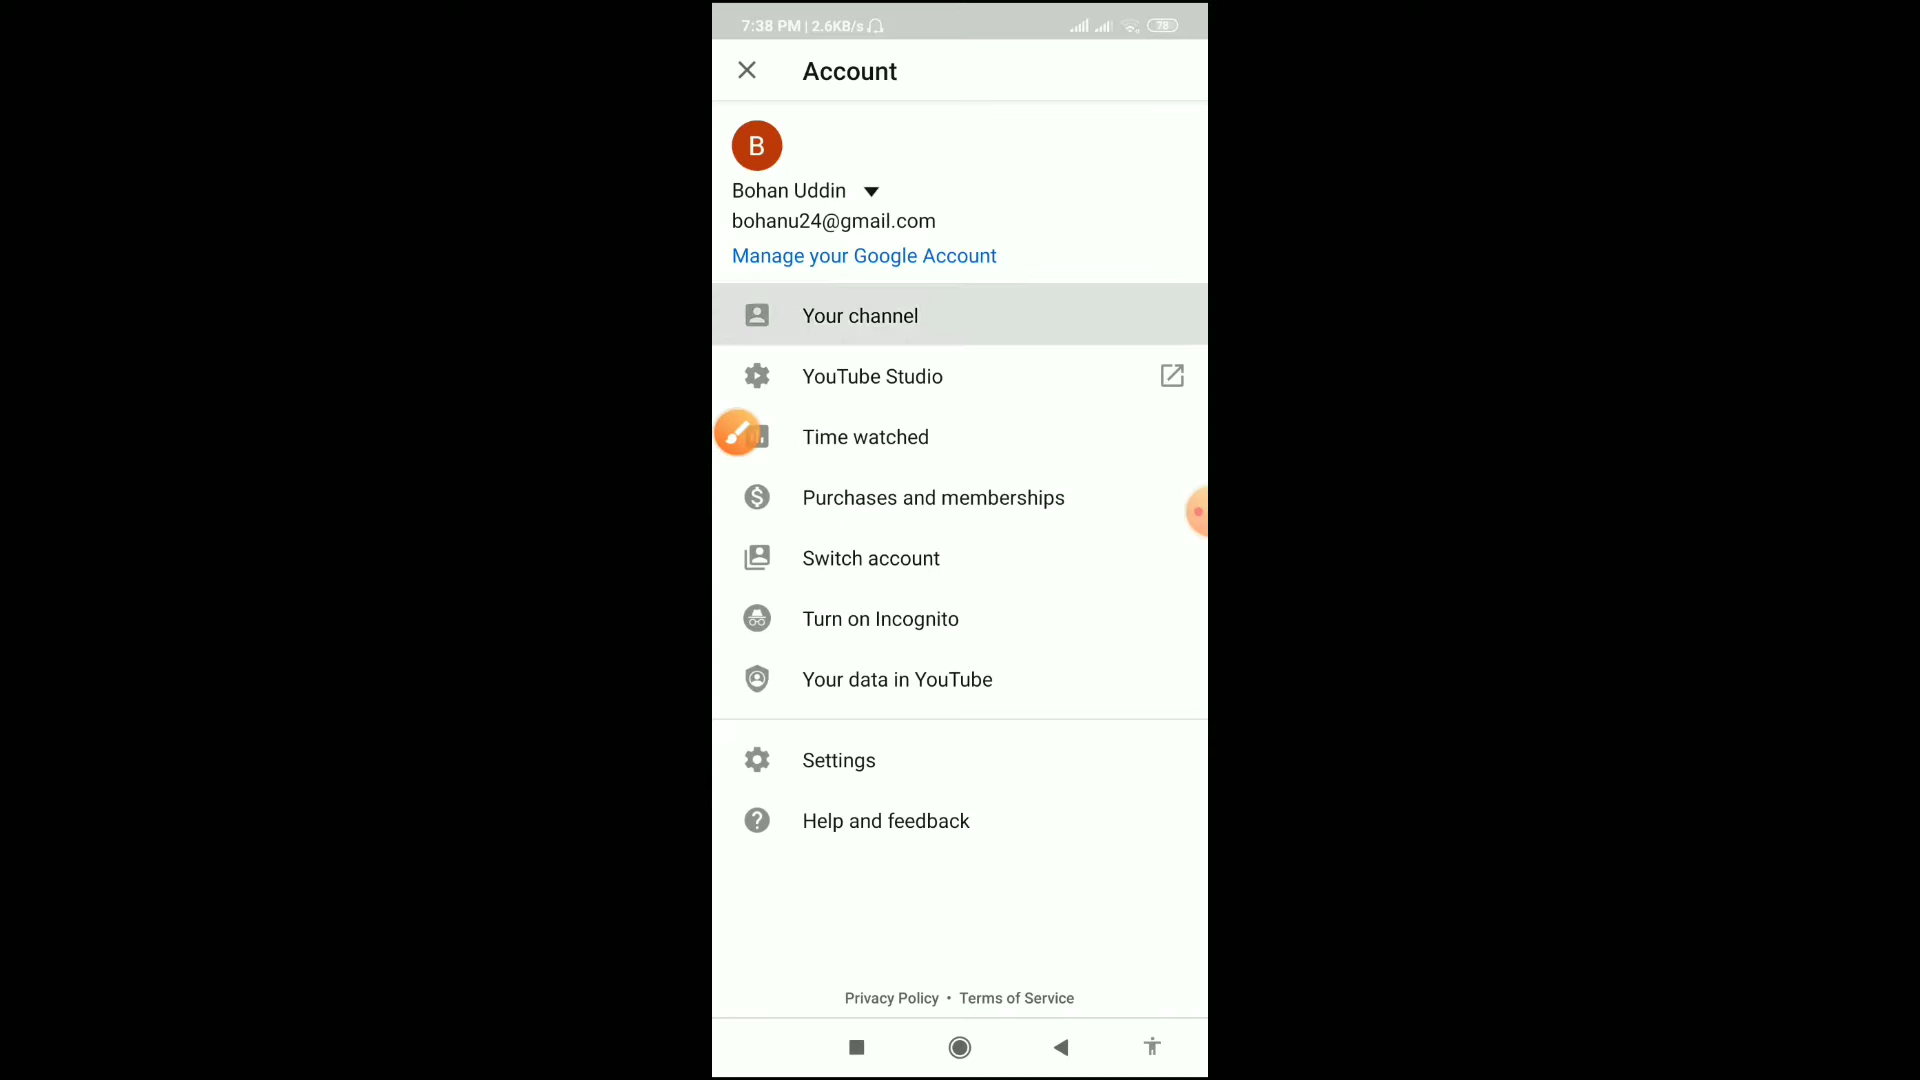 7:38 PM | 2.6KB/s
78
Account
B
Bohan Uddin
bohanu24@gmail.com
Manage your Google Account
Your channel
YouTube Studio
Time watched
Purchases and memberships
Switch account
Turn on Incognito
Your data in YouTube
Settings
Help and feedback
Privacy Policy • Terms of Service